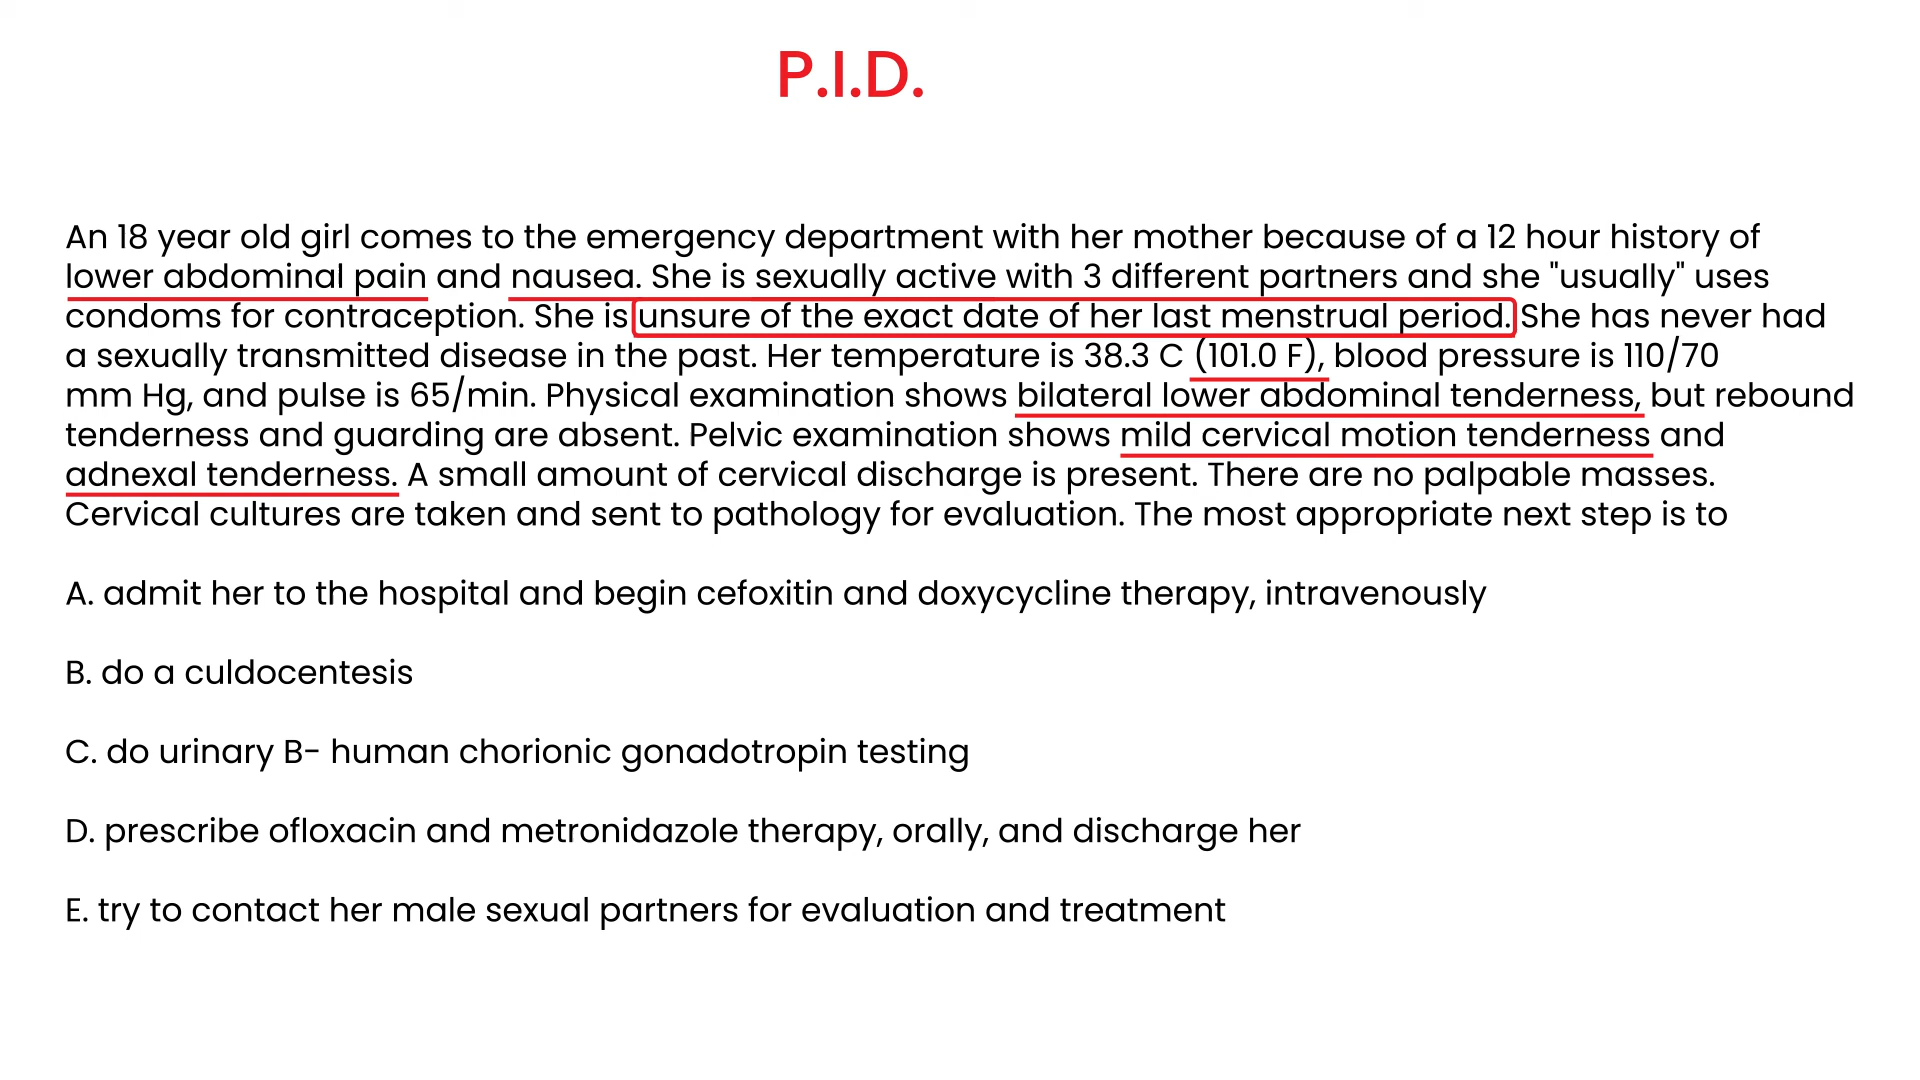 P.I.D.
An 18 year old girl comes to the emergency department with her mother because of a 12 hour history of
lower abdominal pain and nausea. She is sexually active with 3 different partners and she "usually" uses
condoms for contraception. She is unsure of the exact date of her last menstrual period. She has never had
a sexually transmitted disease in the past. Her temperature is 38.3 C (101.0 F), blood pressure is 110/70
mm Hg, and pulse is 65/min. Physical examination shows bilateral lower abdominal tenderness, but rebound
tenderness and guarding are absent. Pelvic examination shows mild cervical motion tenderness and
adnexal tenderness. A small amount of cervical discharge is present. There are no palpable masses.
Cervical cultures are taken and sent to pathology for evaluation. The most appropriate next step is to
A. admit her to the hospital and begin cefoxitin and doxycycline therapy, intravenously
B. do a culdocentesis
C. do urinary B- human chorionic gonadotropin testing
D. prescribe ofloxacin and metronidazole therapy, orally, and discharge her
E. try to contact her male sexual partners for evaluation and treatment